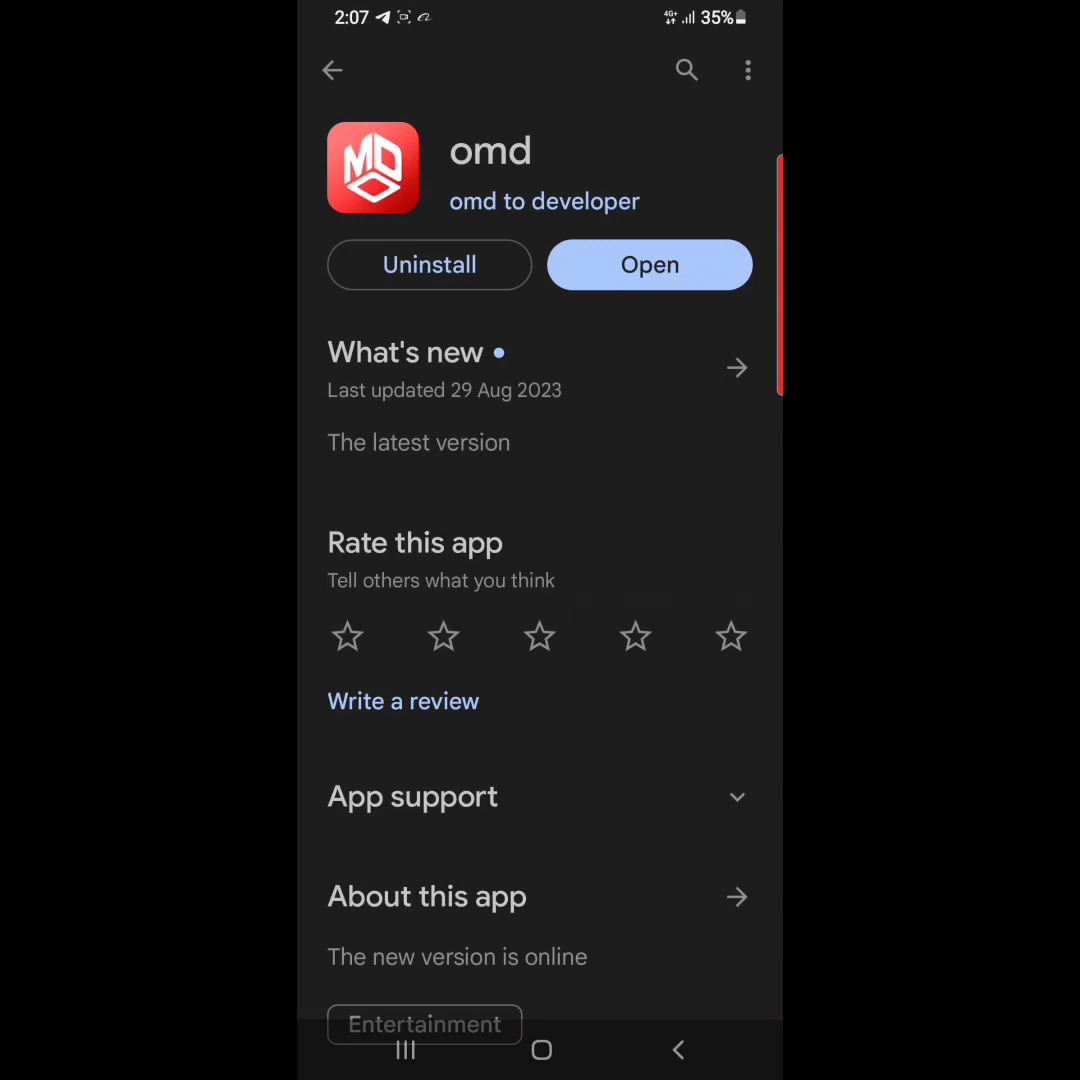 2:07 4G+ 35%
MDO
omd
omd to developer
Uninstall Open
What's new
Last updated 29 Aug 2023
The latest version
Rate this app
Tell others what you think
Write a review
App support
About this app
The new version is online
Entertainment